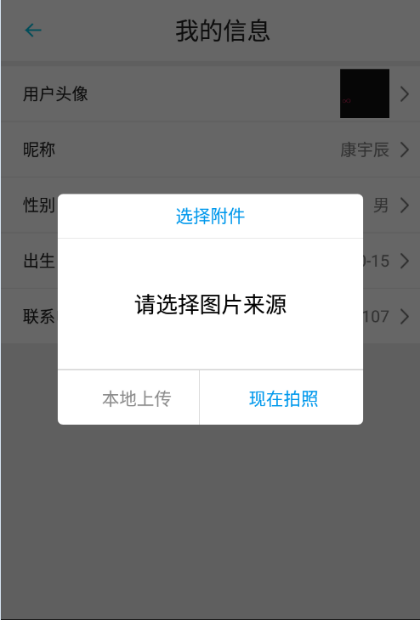 我的信息
用户头像
昵称
康宇辰
性别
男
选择附件
出生
0-15
请选择图片来源
联系
107
本地上传
现在拍照